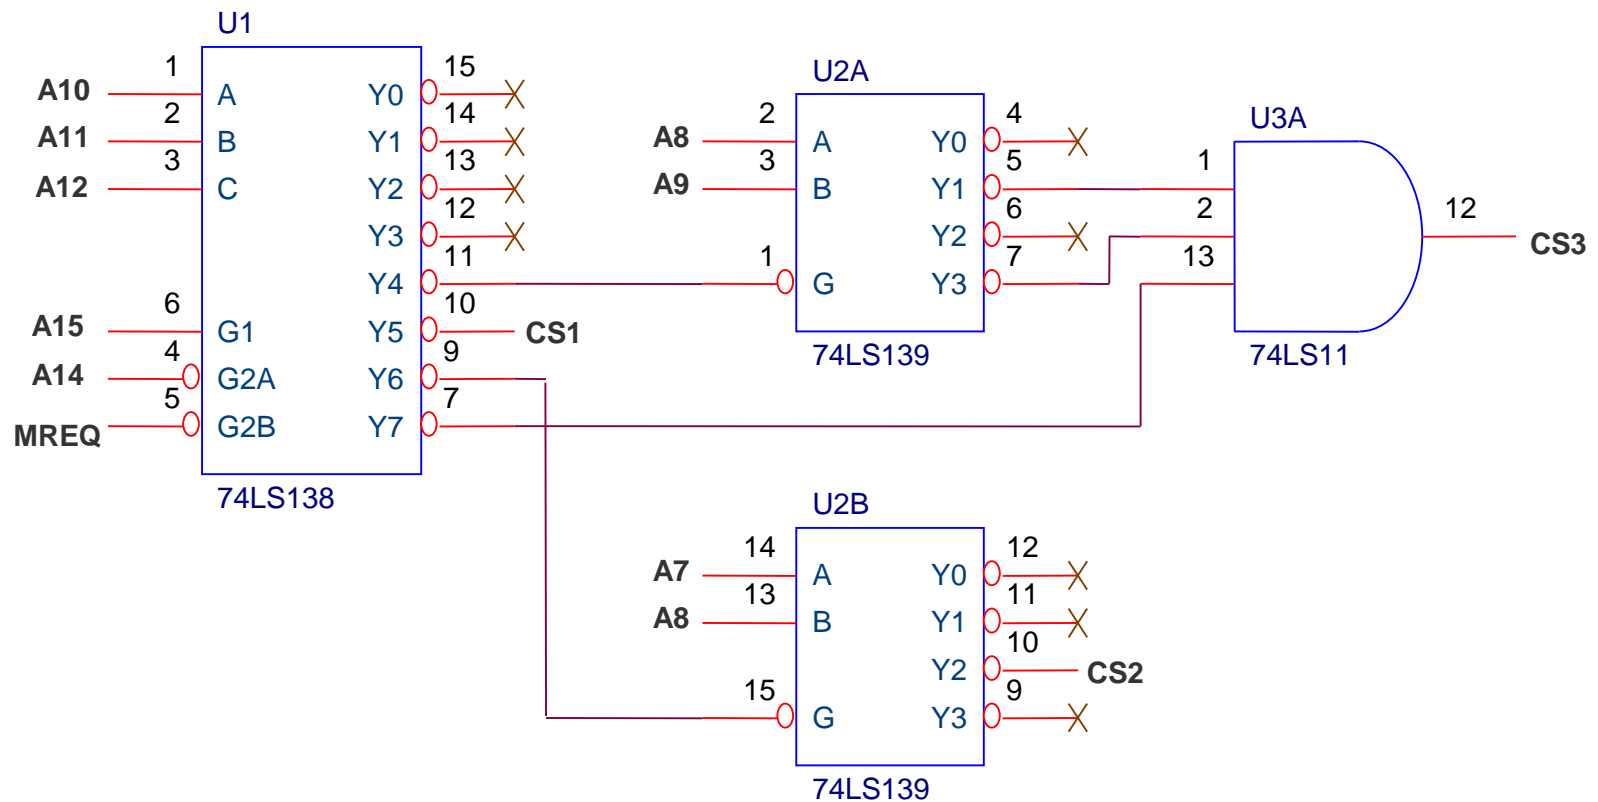 U1
1
A10
A
2
A11
B
3
A12
C
6
A15
G1
4
A14
G2A
5
MREQ
G2B
Y0
15
Y1
14
Y2
13
Y3
12
Y4
11
Y5
10
CS1
Y6
9
Y7
7
74LS138
U2A
2
A8
A
3
A9
B
1
G
Y0
4
Y1
5
Y2
6
Y3
7
74LS139
U3A
1
2
13
12
CS3
74LS11
U2B
14
A7
A
13
A8
B
15
G
Y0
12
Y1
11
Y2
10
CS2
Y3
9
74LS139